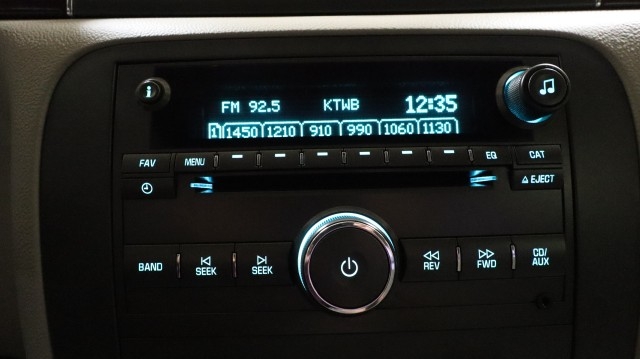 FM 92.5 KTWB 12:35
1 1450 1210 910 990 1060 1130
FAV MENU EQ CAT
EJECT
BAND SEEK SEEK REV FWD CD/
AUX